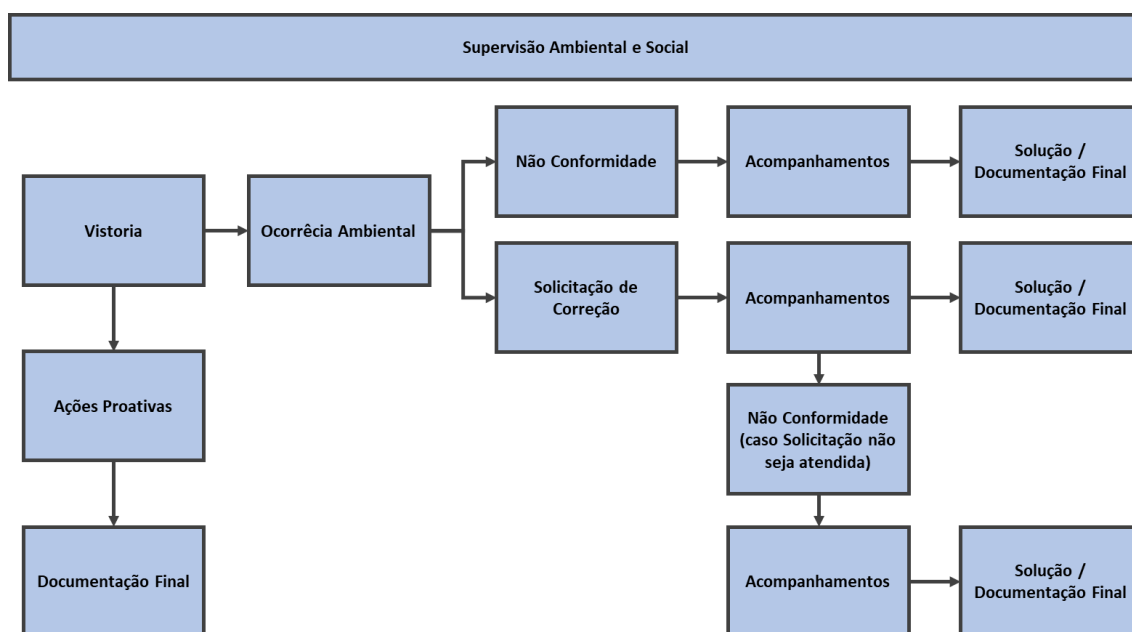 Supervisão Ambiental e Social
Não Conformidade
Acompanhamentos
Solução /
Documentação Final
Vistoria
Ocorrêcia Ambiental
Solicitação de
Correção
Acompanhamentos
Solução /
Documentação Final
Ações Proativas
Não Conformidade
(caso Solicitação não
seja atendida)
Documentação Final
Acompanhamentos
Solução /
Documentação Final